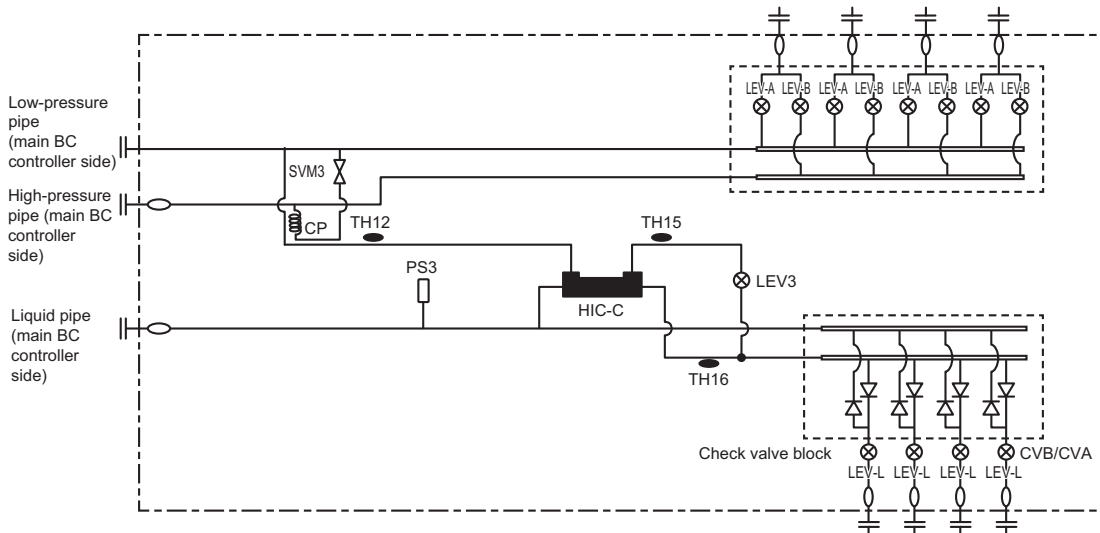 LEV-A LEV-B LEV-A LEV-B LEV-A LEV-B LEV-A LEV-B
Low-pressure
pipe
(main BC
controller side)
SVM3
High-pressure
pipe (main BC
controller
side)
CP
TH12
TH15
PS3
LEV3
HIC-C
Liquid pipe
(main BC
controller
side)
TH16
Check valve block
CVB/CVA
LEV-L LEV-L LEV-L LEV-L